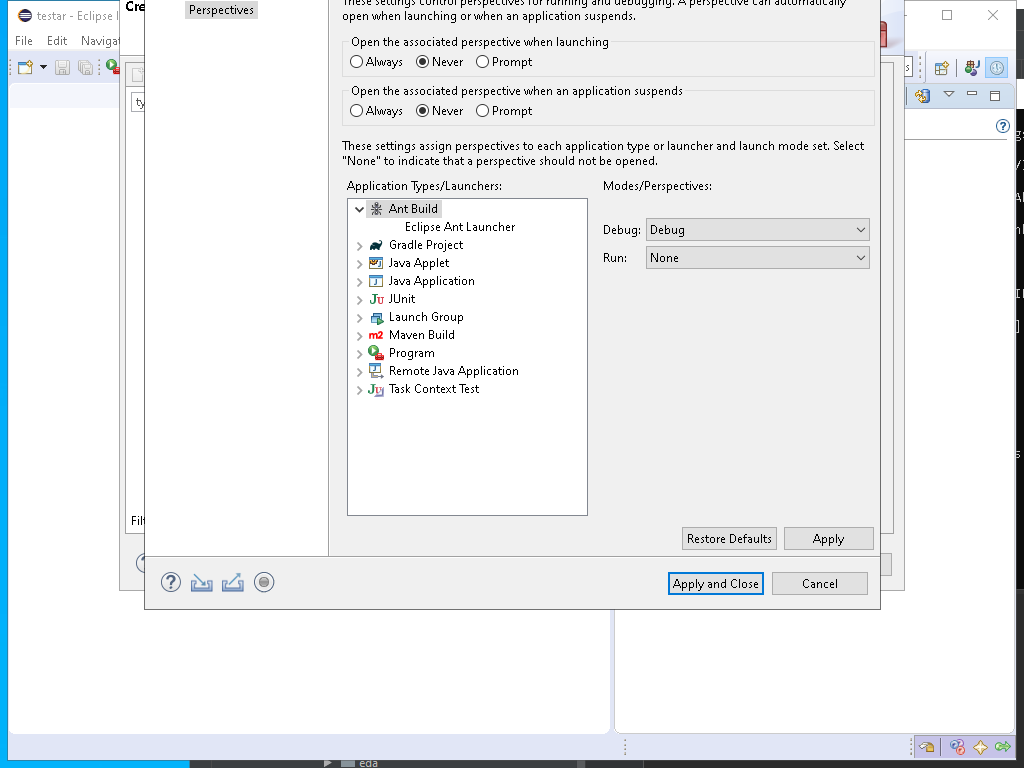 testar - Eclipse I
Cre
Perspectives
These settings control perspectives for running and debugging. A perspective can automatically
open when launching or when an application suspends.
File Edit Naviga
Open the associated perspective when launching
Always Never Prompt
Open the associated perspective when an application suspends
Always Never Prompt
ty
These settings assign perspectives to each application type or launcher and launch mode set. Select
"None" to indicate that a perspective should not be opened.
Application Types/Launchers:
Modes/Perspectives:
Ant Build
Eclipse Ant Launcher
Gradle Project
Java Applet
Java Application
JUnit
Launch Group
Maven Build
Program
Remote Java Application
Task Context Test
Debug: Debug
Run: None
Filt
Restore Defaults Apply
Apply and Close Cancel
eda